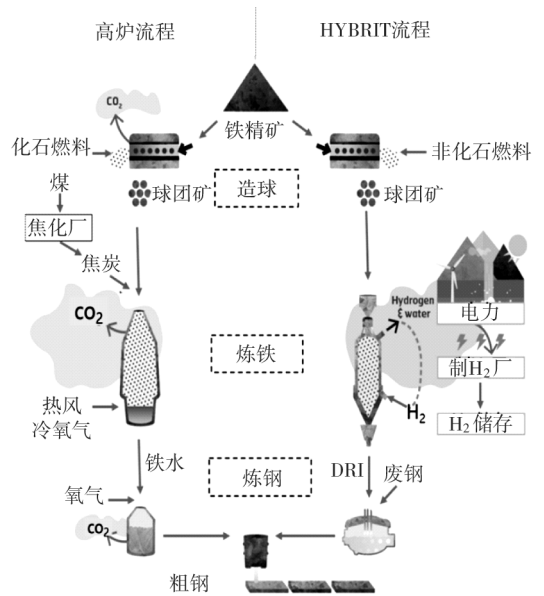 高炉流程
HYBRIT流程
CO2
铁精矿
化石燃料
非化石燃料
煤
球团矿
造球
球团矿
焦化厂
焦炭
CO2
炼铁
Hydrogen
& water
电力
制H2厂
H2
H2储存
热风
冷氧气
铁水
炼钢
DRI
废钢
氧气
CO2
粗钢